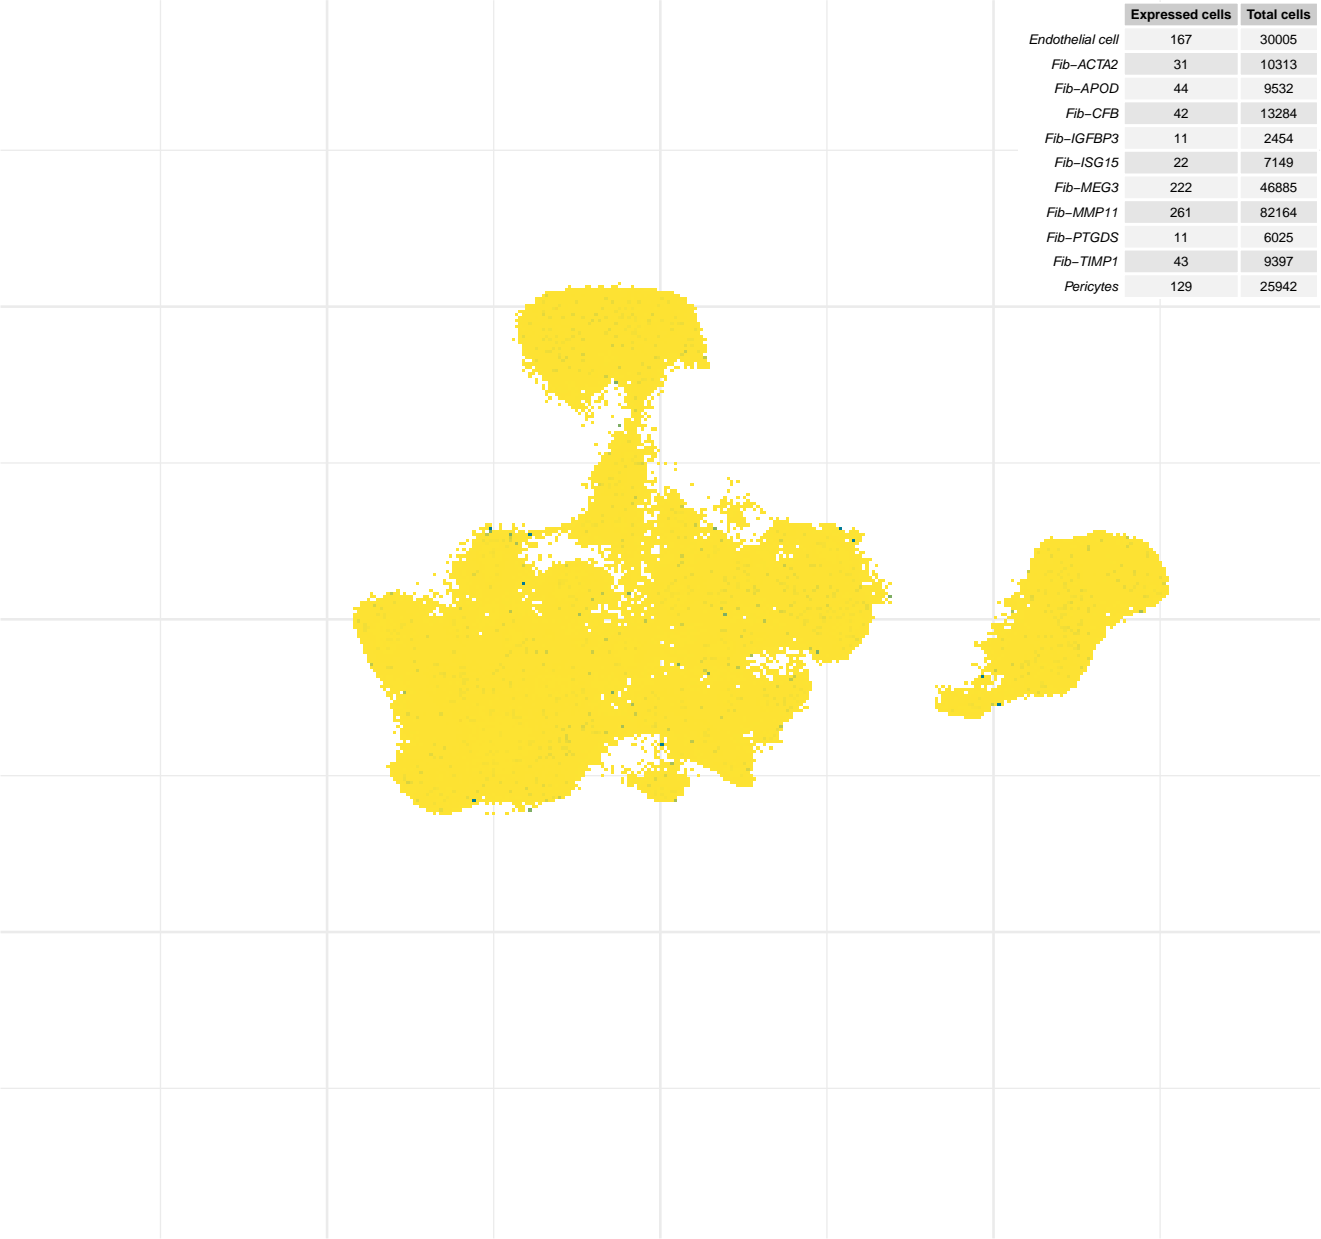 Expressed cells Total cells
Endothelial cell 167 30005
Fib−ACTA2 31 10313
Fib−APOD 44 9532
Fib−CFB 42 13284
Fib−IGFBP3 11 2454
Fib−ISG15 22 7149
Fib−MEG3 222 46885
Fib−MMP11 261 82164
Fib−PTGDS 11 6025
Fib−TIMP1 43 9397
Pericytes 129 25942